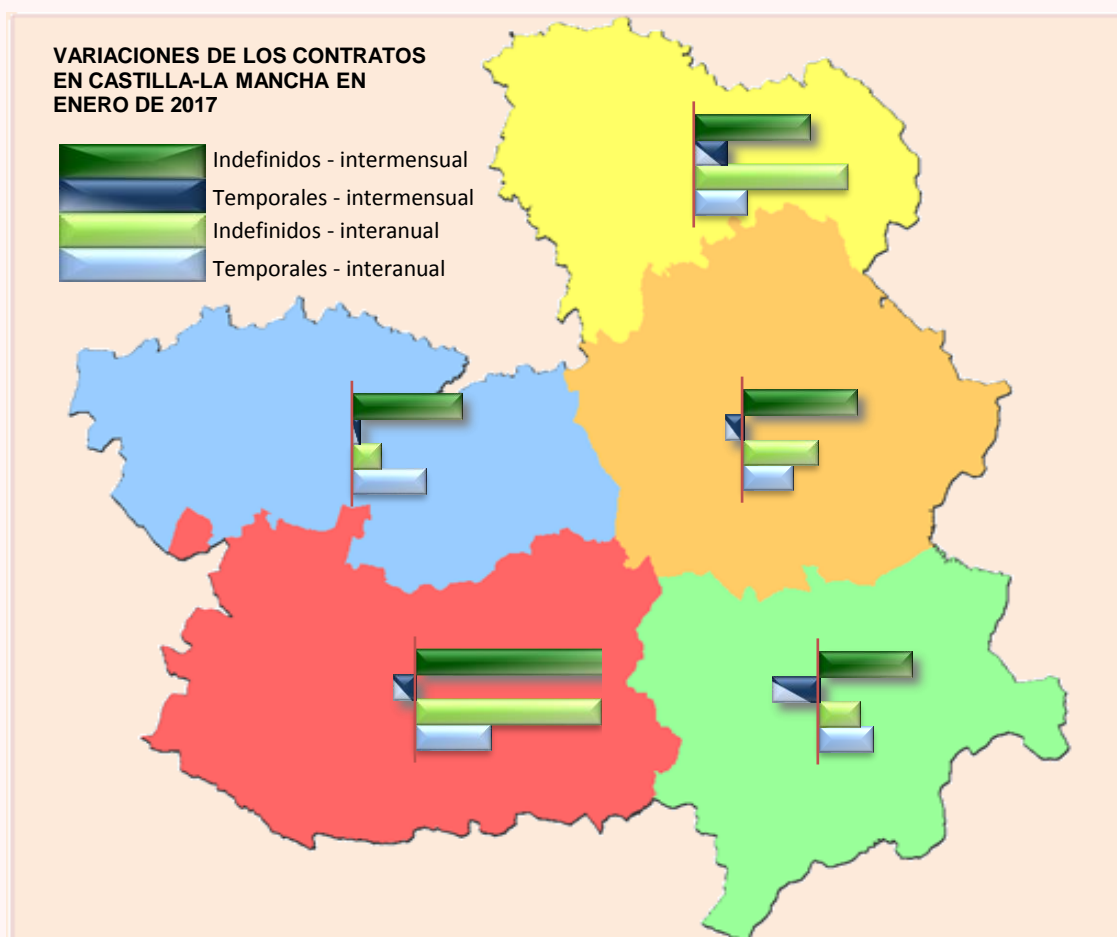 VARIACIONES DE LOS CONTRATOS
EN CASTILLA-LA MANCHA EN
ENERO DE 2017
Indefinidos - intermensual
Temporales - intermensual
Indefinidos - interanual
Temporales - interanual